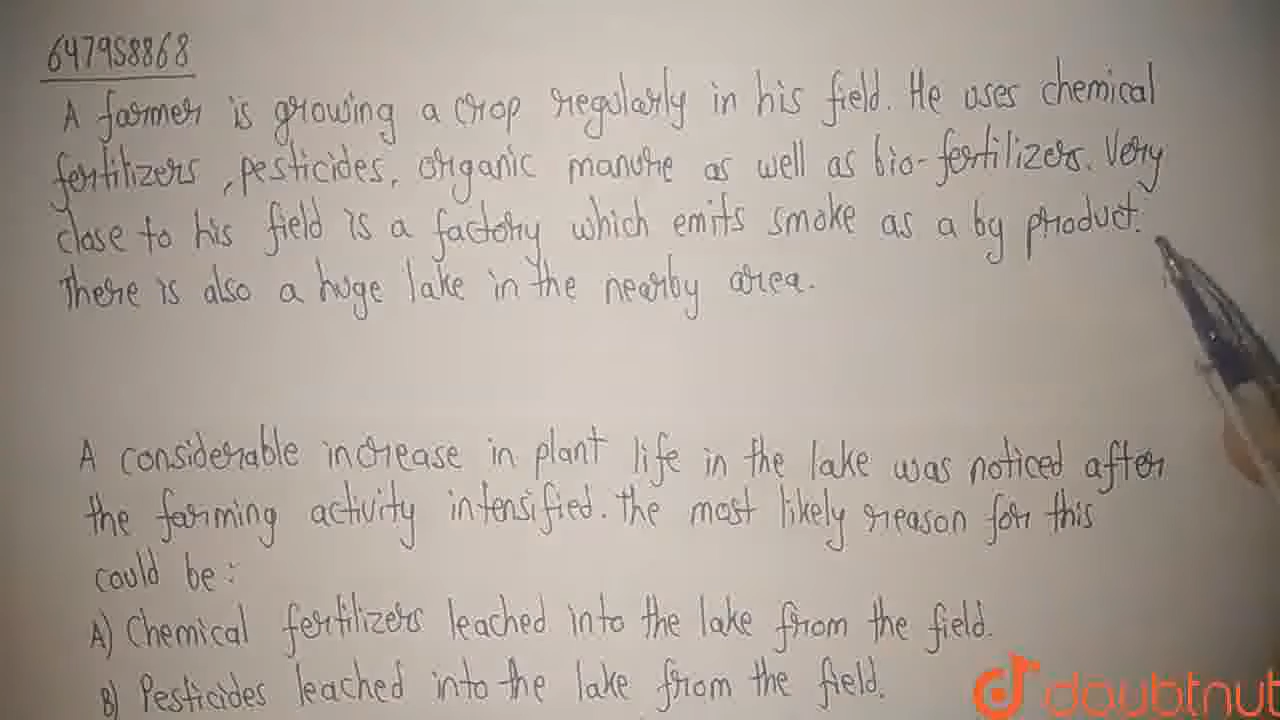 647958868
A farmer is growing a crop regularly in his field. He uses chemical
fertilizers, pesticides, organic manure as well as bio-fertilizers. Very
close to his field is a factory which emits smoke as a by product.
There is also a huge lake in the nearby area.
A considerable increase in plant life in the lake was noticed after
the farming activity intensified. The most likely reason for this
could be:
A) Chemical fertilizers leached into the lake from the field.
B) Pesticides leached into the lake from the field.
doubtnut